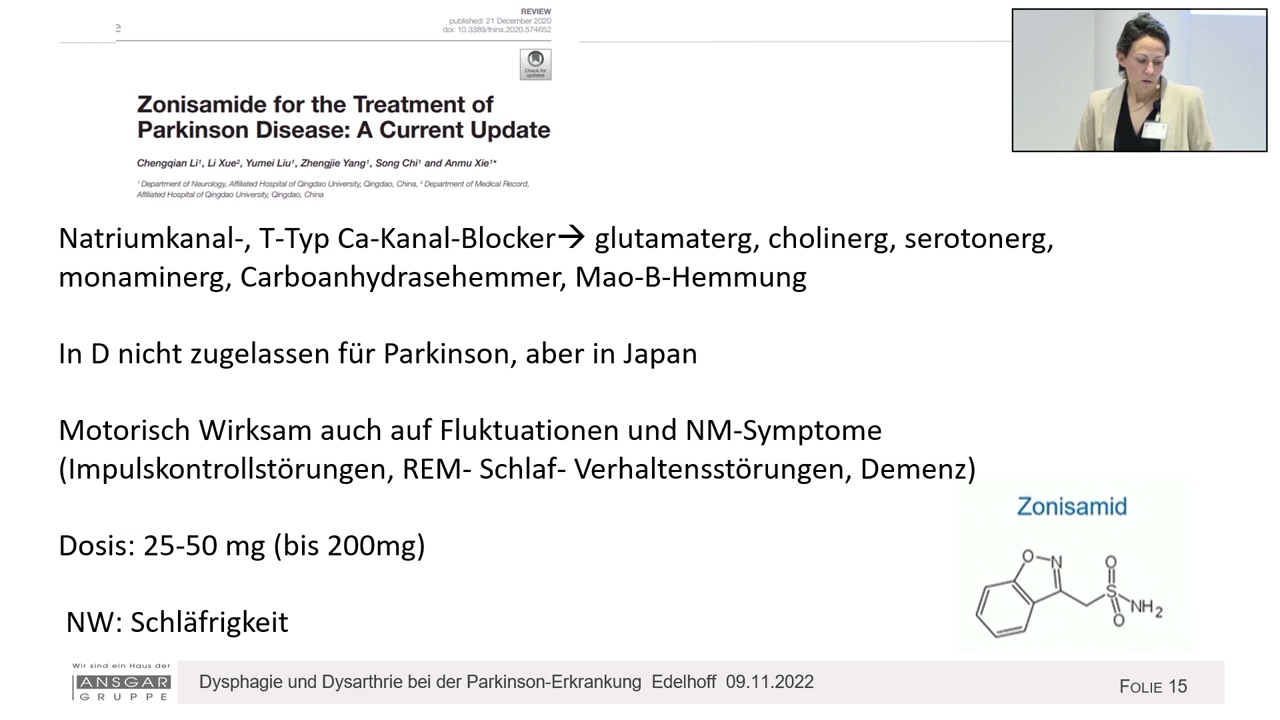 REVIEW
published: 21 December 2020
doi: 10.3389/fnins.2020.574652
Check for
updates
Zonisamide for the Treatment of
Parkinson Disease: A Current Update
Chengqian Li¹, Li Xue², Yumei Liu¹, Zhengjie Yang¹, Song Chi¹ and Anmu Xie¹*
¹ Department of Neurology, Affiliated Hospital of Qingdao University, Qingdao, China, ² Department of Medical Record,
Affiliated Hospital of Qingdao University, Qingdao, China
Natriumkanal-, T-Typ Ca-Kanal-Blocker→ glutamaterg, cholinerg, serotonerg,
monaminerg, Carboanhydrasehemmer, Mao-B-Hemmung
In D nicht zugelassen für Parkinson, aber in Japan
Motorisch Wirksam auch auf Fluktuationen und NM-Symptome
(Impulskontrollstörungen, REM- Schlaf- Verhaltensstörungen, Demenz)
Zonisamid
Dosis: 25-50 mg (bis 200mg)
O
N
O
S
NH2
O
NW: Schläfrigkeit
Wir sind ein Haus der
ANSGAR
GRUPPE
Dysphagie und Dysarthrie bei der Parkinson-Erkrankung Edelhoff 09.11.2022
FOLIE 15